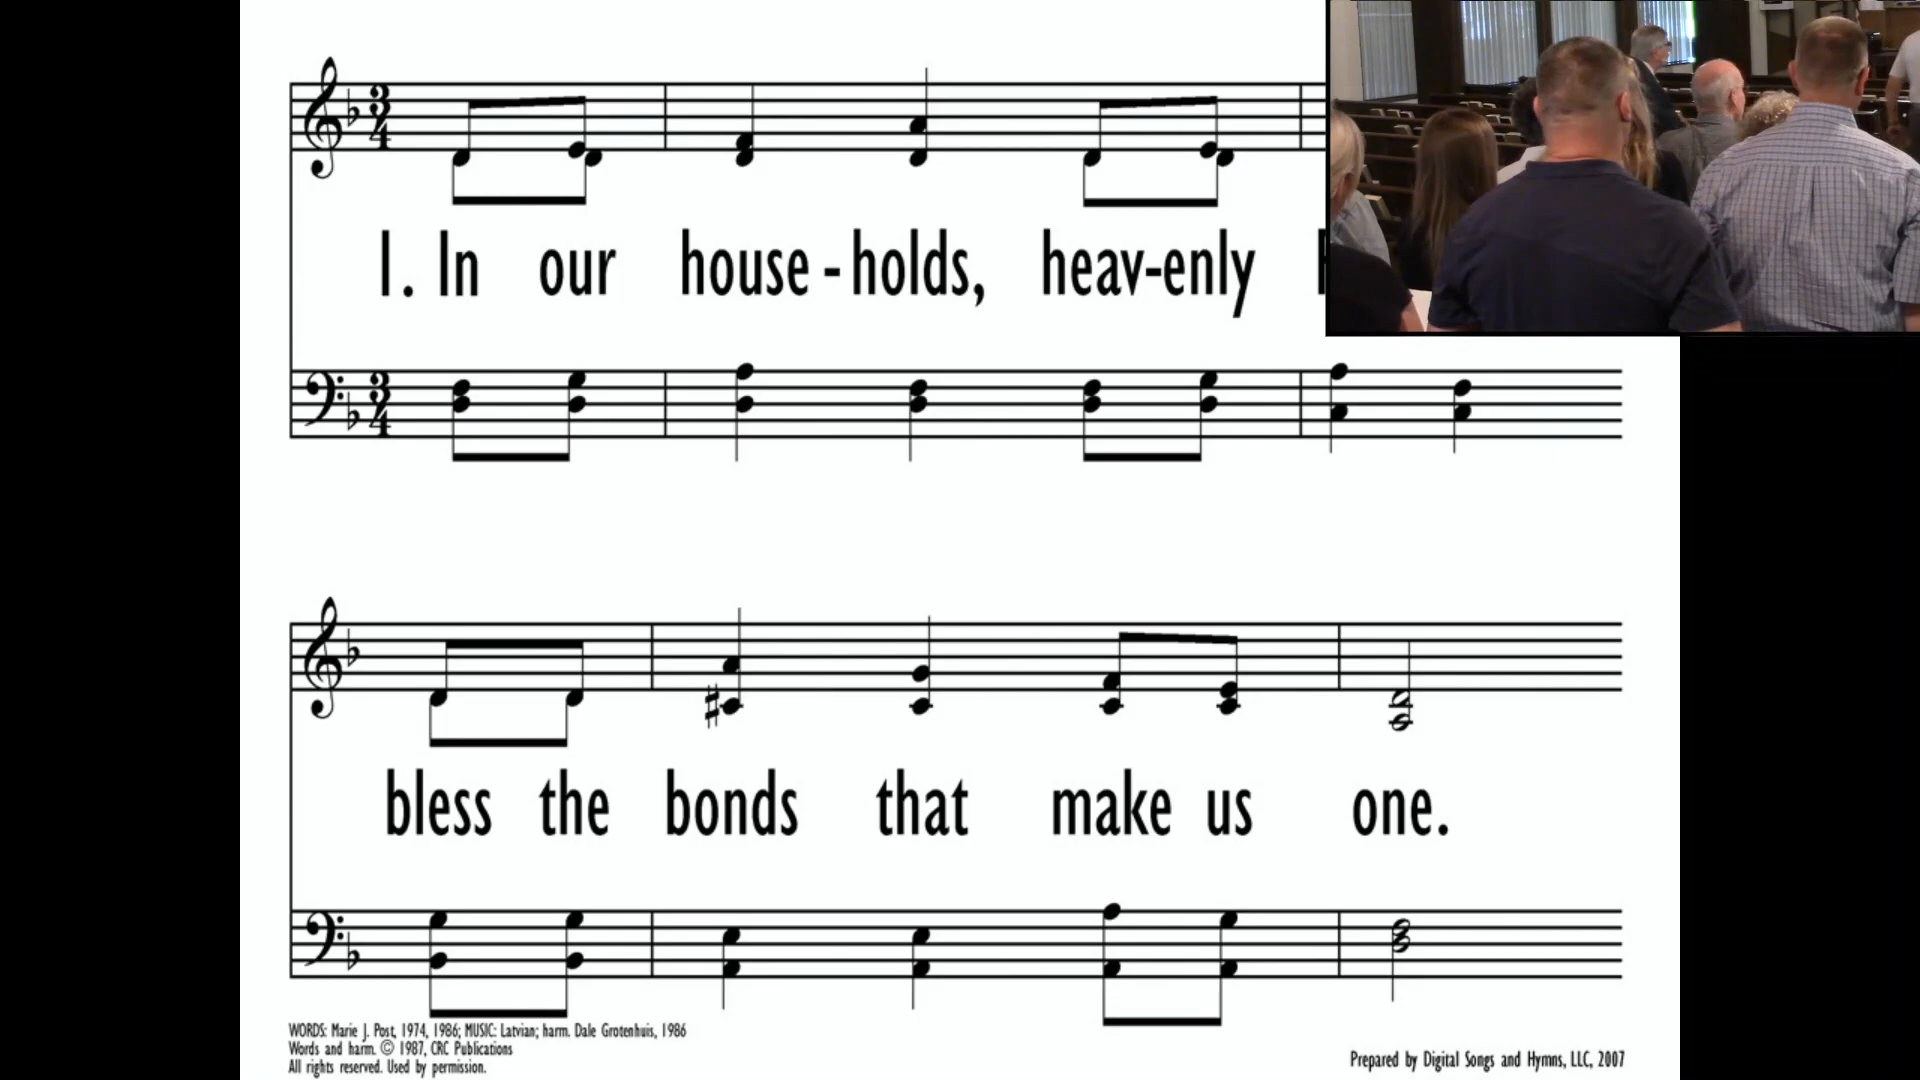 1. In our house - holds, heav-enly
bless the bonds that make us one.
WORDS: Marie J. Post, 1974, 1986; MUSIC: Latvian; harm. Dale Grotenhuis, 1986
Words and harm. © 1987, CRC Publications
All rights reserved. Used by permission.
Prepared by Digital Songs and Hymns, LLC, 2007